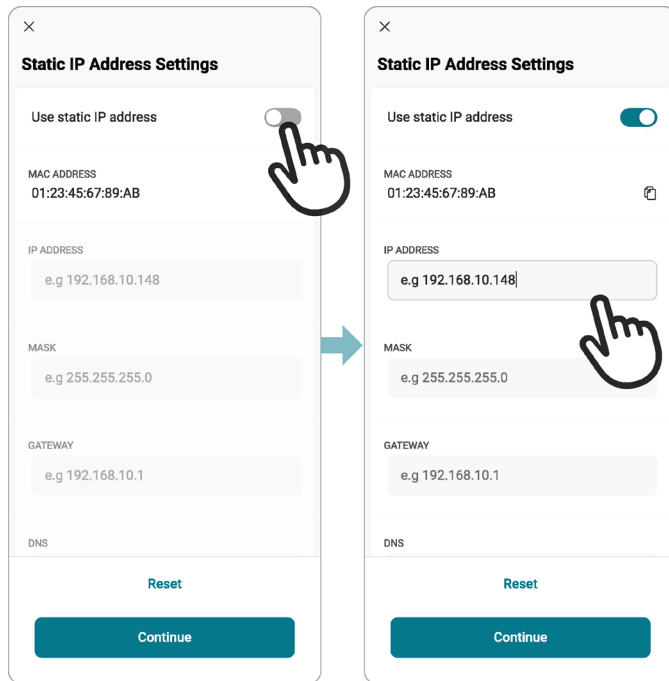 Static IP Address Settings
Use static IP address
MAC ADDRESS
01:23:45:67:89:AB
IP ADDRESS
e.g 192.168.10.148
MASK
e.g 255.255.255.0
GATEWAY
e.g 192.168.10.1
DNS
Reset
Continue
Static IP Address Settings
Use static IP address
MAC ADDRESS
01:23:45:67:89:AB
IP ADDRESS
e.g 192.168.10.148
MASK
e.g 255.255.255.0
GATEWAY
e.g 192.168.10.1
DNS
Reset
Continue